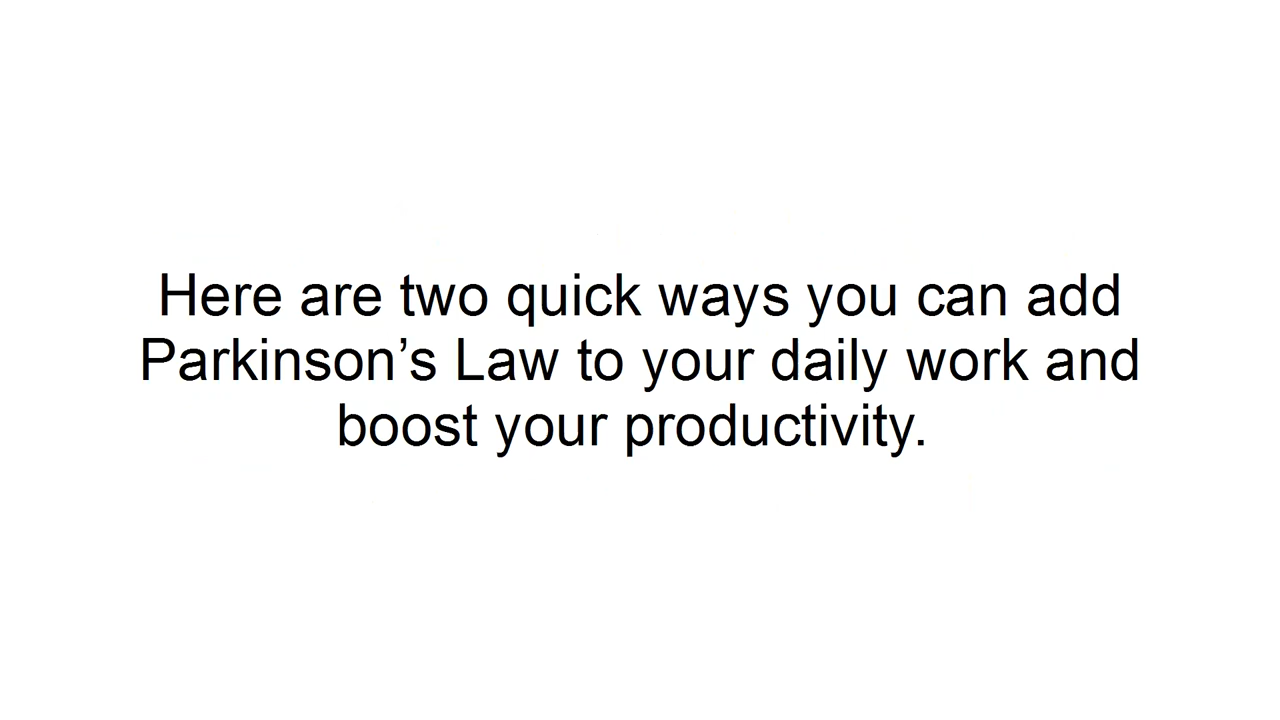 Here are two quick ways you can add
Parkinson’s Law to your daily work and
boost your productivity.